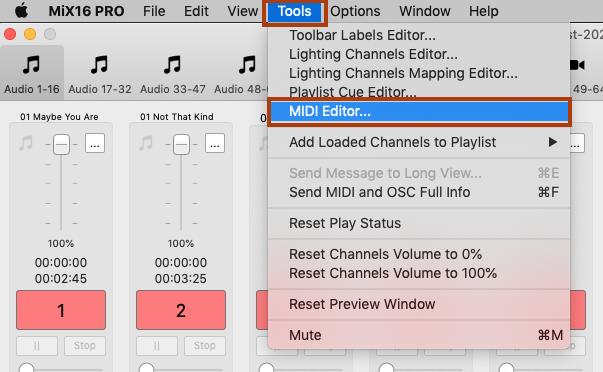 MiX16 PRO File Edit View Tools Options Window Help
Toolbar Labels Editor...
Lighting Channels Editor...
Lighting Channels Mapping Editor...
Playlist Cue Editor...
MIDI Editor...
Add Loaded Channels to Playlist
Send Message to Long View... ⌘E
Send MIDI and OSC Full Info ⌘F
Reset Play Status
Reset Channels Volume to 0%
Reset Channels Volume to 100%
Reset Preview Window
Mute ⌘M
Audio 1-16 Audio 17-32 Audio 33-47 Audio 48-6 49-64
01 Maybe You Are 01 Not That Kind
... ... ...
100% 100%
00:00:00 00:00:00
00:02:45 00:03:25
1 2
II Stop II Stop